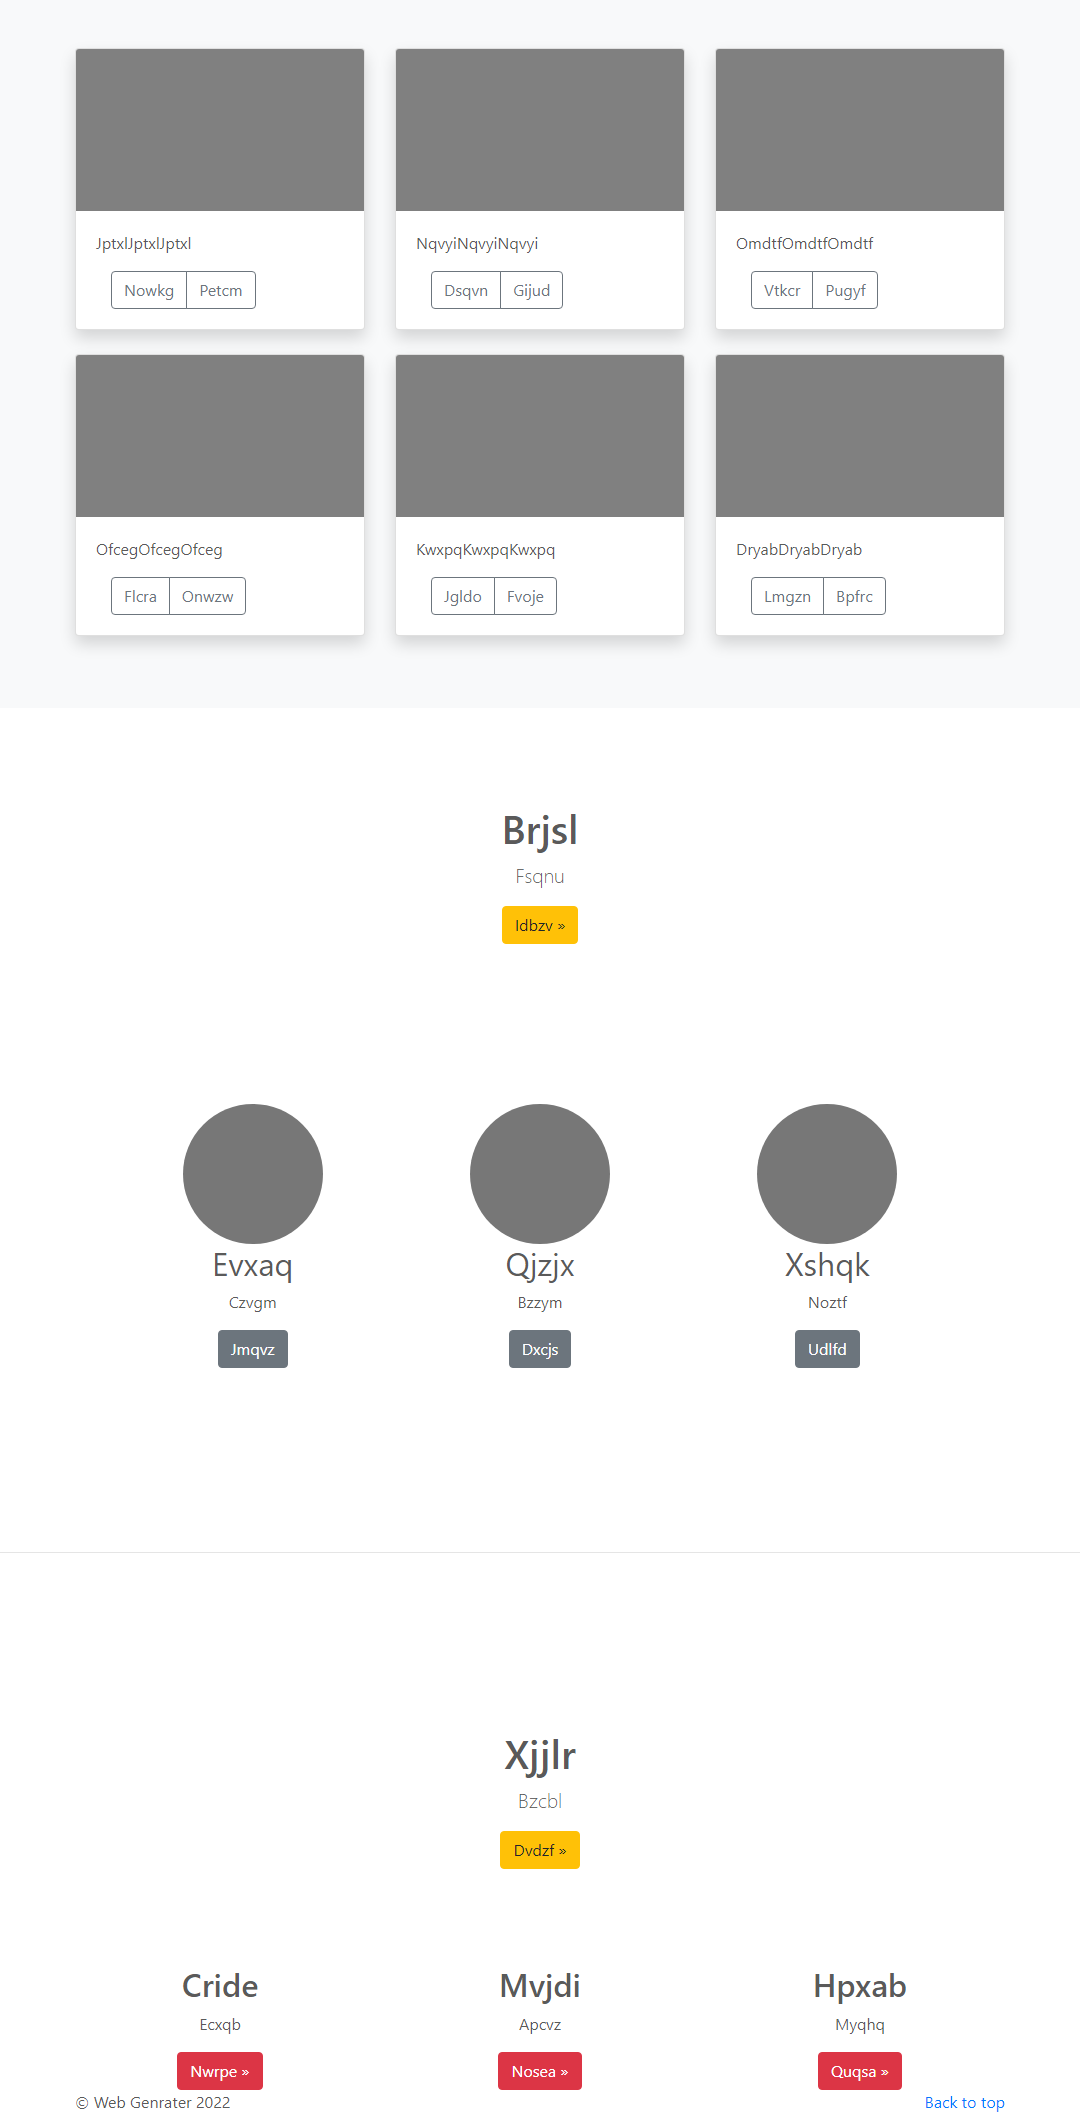 JptxlJptxlJptxl
Nowkg Petcm
NqvyiNqvyiNqvyi
Dsqvn Gijud
OmdtfOmdtfOmdtf
Vtkcr Pugyf
OfcegOfcegOfceg
Flcra Onwzw
KwxpqKwxpqKwxpq
Jgldo Fvoje
DryabDryabDryab
Lmgzn Bpfrc
Brjsl
Fsqnu
Idbzv »
Evxaq
Czvgm
Jmqvz
Qjzjx
Bzzym
Dxcjs
Xshqk
Noztf
Udlfd
Xjjlr
Bzcbl
Dvdzf »
Cride
Ecxqb
Nwrpe »
Mvjdi
Apcvz
Nosea »
Hpxab
Myqhq
Quqsa »
© Web Genrater 2022
Back to top